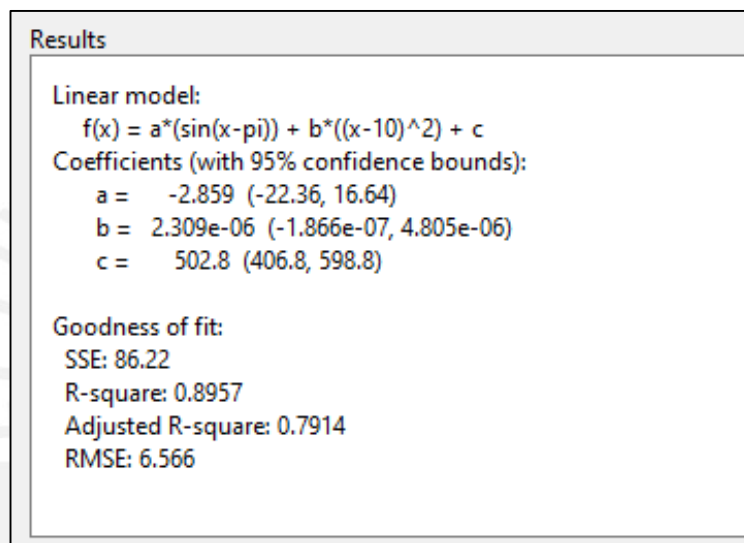 Results
Linear model:
f(x) = a*(sin(x-pi)) + b*((x-10)^2) + c
Coefficients (with 95% confidence bounds):
a = -2.859 (-22.36, 16.64)
b = 2.309e-06 (-1.866e-07, 4.805e-06)
c = 502.8 (406.8, 598.8)
Goodness of fit:
SSE: 86.22
R-square: 0.8957
Adjusted R-square: 0.7914
RMSE: 6.566